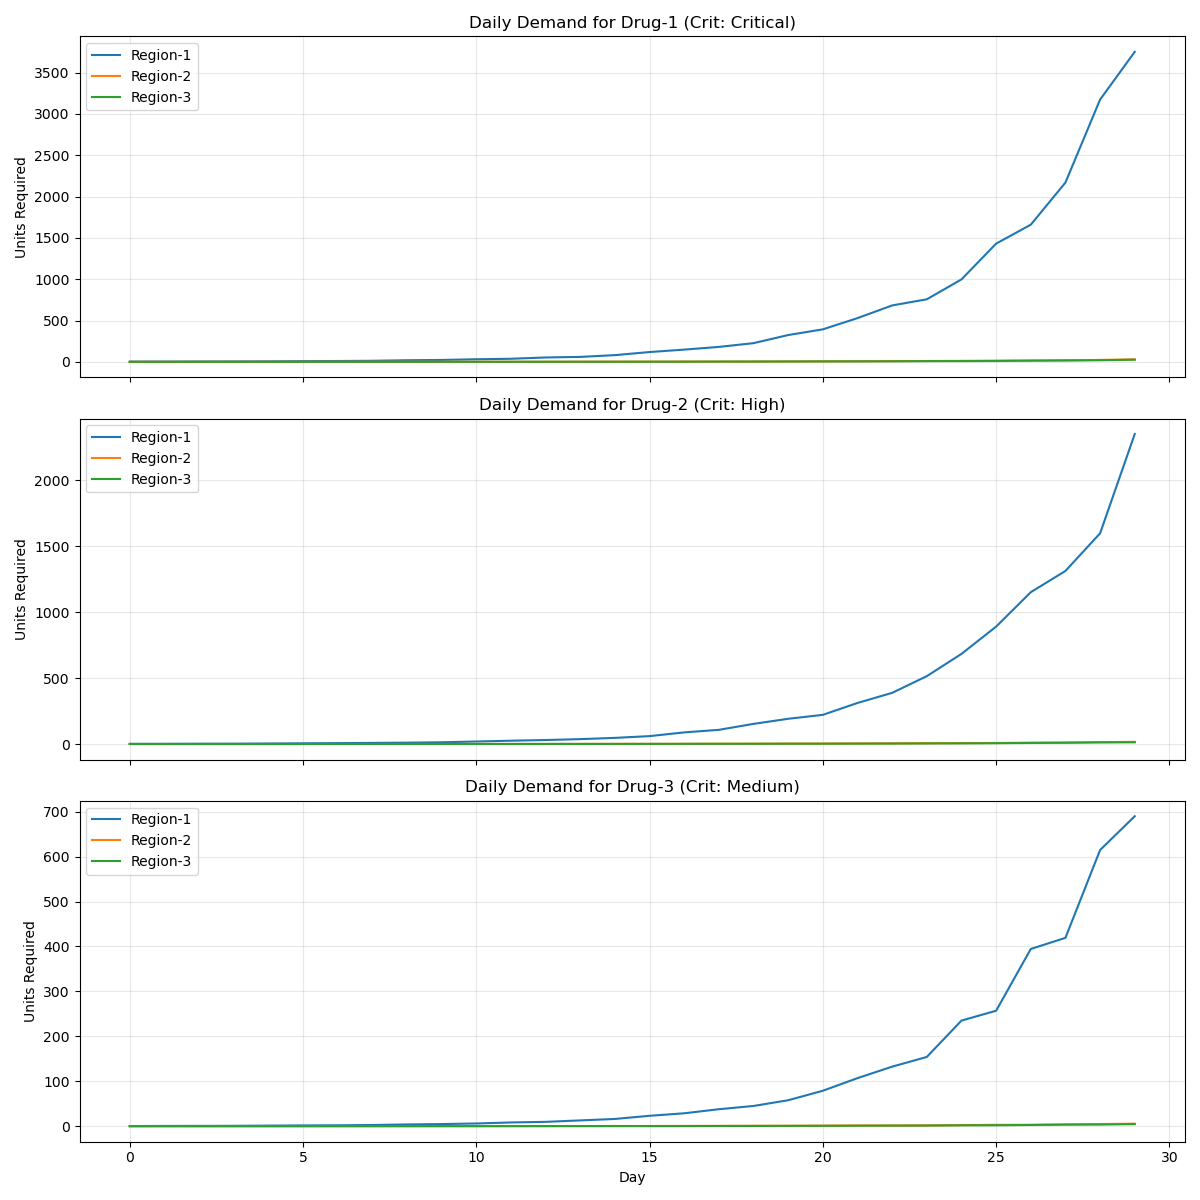 Daily Demand for Drug-1 (Crit: Critical)
Region-1
Region-2
Region-3
Units Required
3500
3000
2500
2000
1500
1000
500
0
Daily Demand for Drug-2 (Crit: High)
Region-1
Region-2
Region-3
Units Required
2000
1500
1000
500
0
Daily Demand for Drug-3 (Crit: Medium)
Region-1
Region-2
Region-3
Units Required
700
600
500
400
300
200
100
0
0 5 10 15 20 25 30
Day